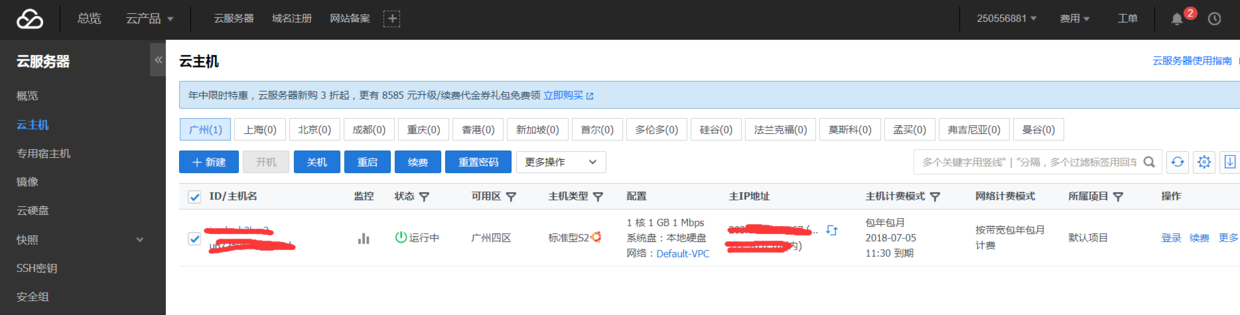 总览 云产品 云服务器 域名注册 网站备案 250556881 费用 工单 2
云服务器
概览
云主机
专用宿主机
镜像
云硬盘
快照
SSH密钥
安全组
云主机 云服务器使用指南
年中限时特惠，云服务器新购 3 折起，更有 8585 元升级/续费代金券礼包免费领 立即购买
广州(1) 上海(0) 北京(0) 成都(0) 重庆(0) 香港(0) 新加坡(0) 首尔(0) 多伦多(0) 硅谷(0) 法兰克福(0) 莫斯科(0) 孟买(0) 弗吉尼亚(0) 曼谷(0)
新建 开机 关机 重启 续费 重置密码 更多操作 多个关键字用竖线" | "分隔，多个过滤标签用回车
ID/主机名 监控 状态 可用区 主机类型 配置 主IP地址 主机计费模式 网络计费模式 所属项目 操作
运行中 广州四区 标准型S2
1 核 1 GB 1 Mbps
系统盘：本地硬盘
网络：Default-VPC
内)
包年包月
2018-07-05
11:30 到期
按带宽包年包月
计费
默认项目
登录 续费 更多